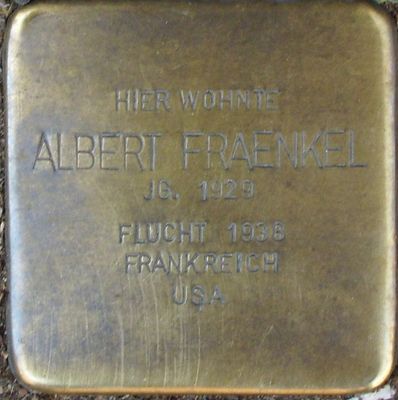 HIER WOHNTE
ALBERT FRAENKEL
JG. 1929
FLUCHT 1938
FRANKREICH
USA